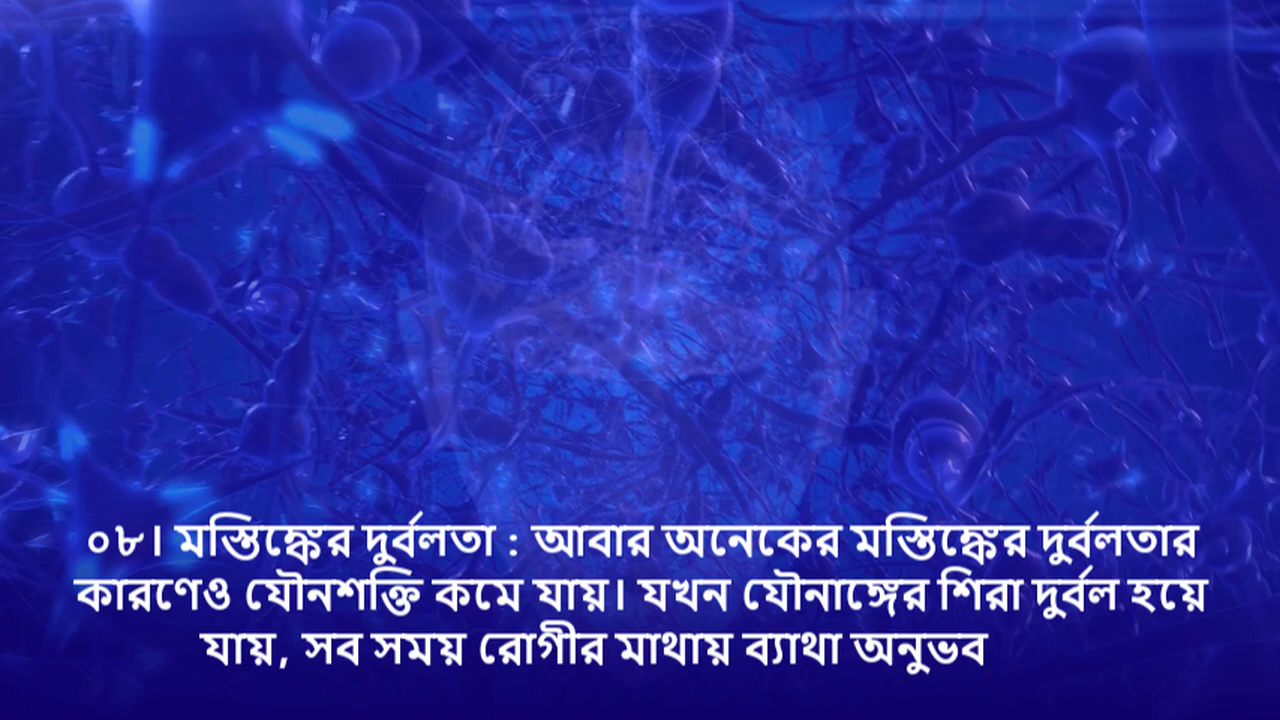 ০৮। মস্তিষ্কের দুর্বলতা : আবার অনেকের মস্তিষ্কের দুর্বলতার
কারণেও যৌনশক্তি কমে যায়। যখন যৌনাঙ্গের শিরা দুর্বল হয়ে
যায়, সব সময় রোগীর মাথায় ব্যাথা অনুভব